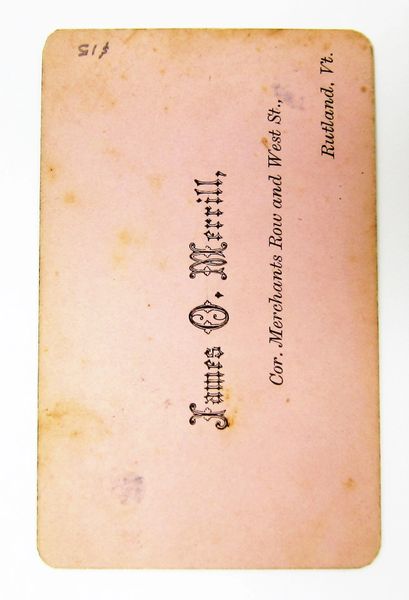 James O. Merrill,
Cor. Merchants Row and West St.,
Rutland, Vt.
$15